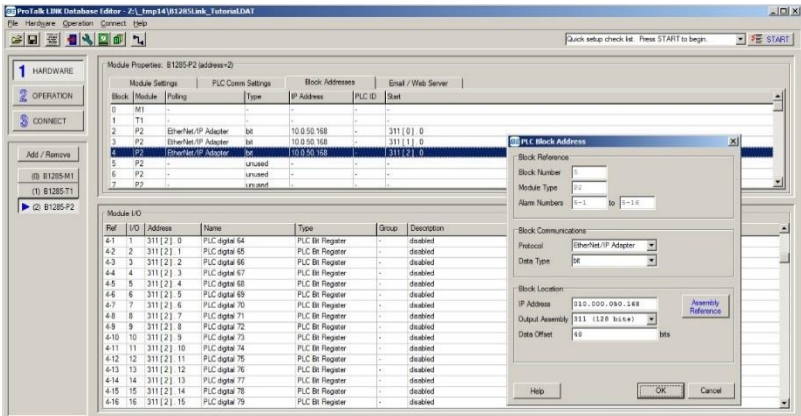 ProTalk LINK Database Editor - Z:\_tmp14\B1285Link_Tutorial.DAT
File Hardware Operation Connect Help
Quick setup check list. Press START to begin. START
1 HARDWARE
2 OPERATION
3 CONNECT
Add / Remove
(0) B1285-M1
(1) B1285-T1
(2) B1285-P2
Module Properties: B1285-P2 (address=2)
Module Settings PLC Comm Settings Block Addresses Email / Web Server
Block Module Polling Type IP Address PLC ID Start
0 M1 - - - - -
1 T1 - - - - -
2 P2 EtherNet/IP Adapter bit 10.0.50.168 311 [ 0 ] . 0
3 P2 EtherNet/IP Adapter bit 10.0.50.168 311 [ 1 ] . 0
4 P2 EtherNet/IP Adapter bit 10.0.50.168 311 [ 2 ] . 0
5 P2 - unused - - -
6 P2 - unused - - -
7 P2 - unused - - -
Module I/O
Ref I/O Address Name Type Group Description
4-1 1 311 [ 2 ] . 0 PLC digital 64 PLC Bit Register - disabled
4-2 2 311 [ 2 ] . 1 PLC digital 65 PLC Bit Register - disabled
4-3 3 311 [ 2 ] . 2 PLC digital 66 PLC Bit Register - disabled
4-4 4 311 [ 2 ] . 3 PLC digital 67 PLC Bit Register - disabled
4-5 5 311 [ 2 ] . 4 PLC digital 68 PLC Bit Register - disabled
4-6 6 311 [ 2 ] . 5 PLC digital 69 PLC Bit Register - disabled
4-7 7 311 [ 2 ] . 6 PLC digital 70 PLC Bit Register - disabled
4-8 8 311 [ 2 ] . 7 PLC digital 71 PLC Bit Register - disabled
4-9 9 311 [ 2 ] . 8 PLC digital 72 PLC Bit Register - disabled
4-10 10 311 [ 2 ] . 9 PLC digital 73 PLC Bit Register - disabled
4-11 11 311 [ 2 ] . 10 PLC digital 74 PLC Bit Register - disabled
4-12 12 311 [ 2 ] . 11 PLC digital 75 PLC Bit Register - disabled
4-13 13 311 [ 2 ] . 12 PLC digital 76 PLC Bit Register - disabled
4-14 14 311 [ 2 ] . 13 PLC digital 77 PLC Bit Register - disabled
4-15 15 311 [ 2 ] . 14 PLC digital 78 PLC Bit Register - disabled
4-16 16 311 [ 2 ] . 15 PLC digital 79 PLC Bit Register - disabled
PLC Block Address
Block Reference
Block Number 5
Module Type P2
Alarm Numbers 5-1 to 5-16
Block Communications
Protocol EtherNet/IP Adapter
Data Type bit
Block Location
IP Address 010.000.050.168
Assembly Reference
Output Assembly 311 (128 bits)
Data Offset 48 bits
Help OK Cancel